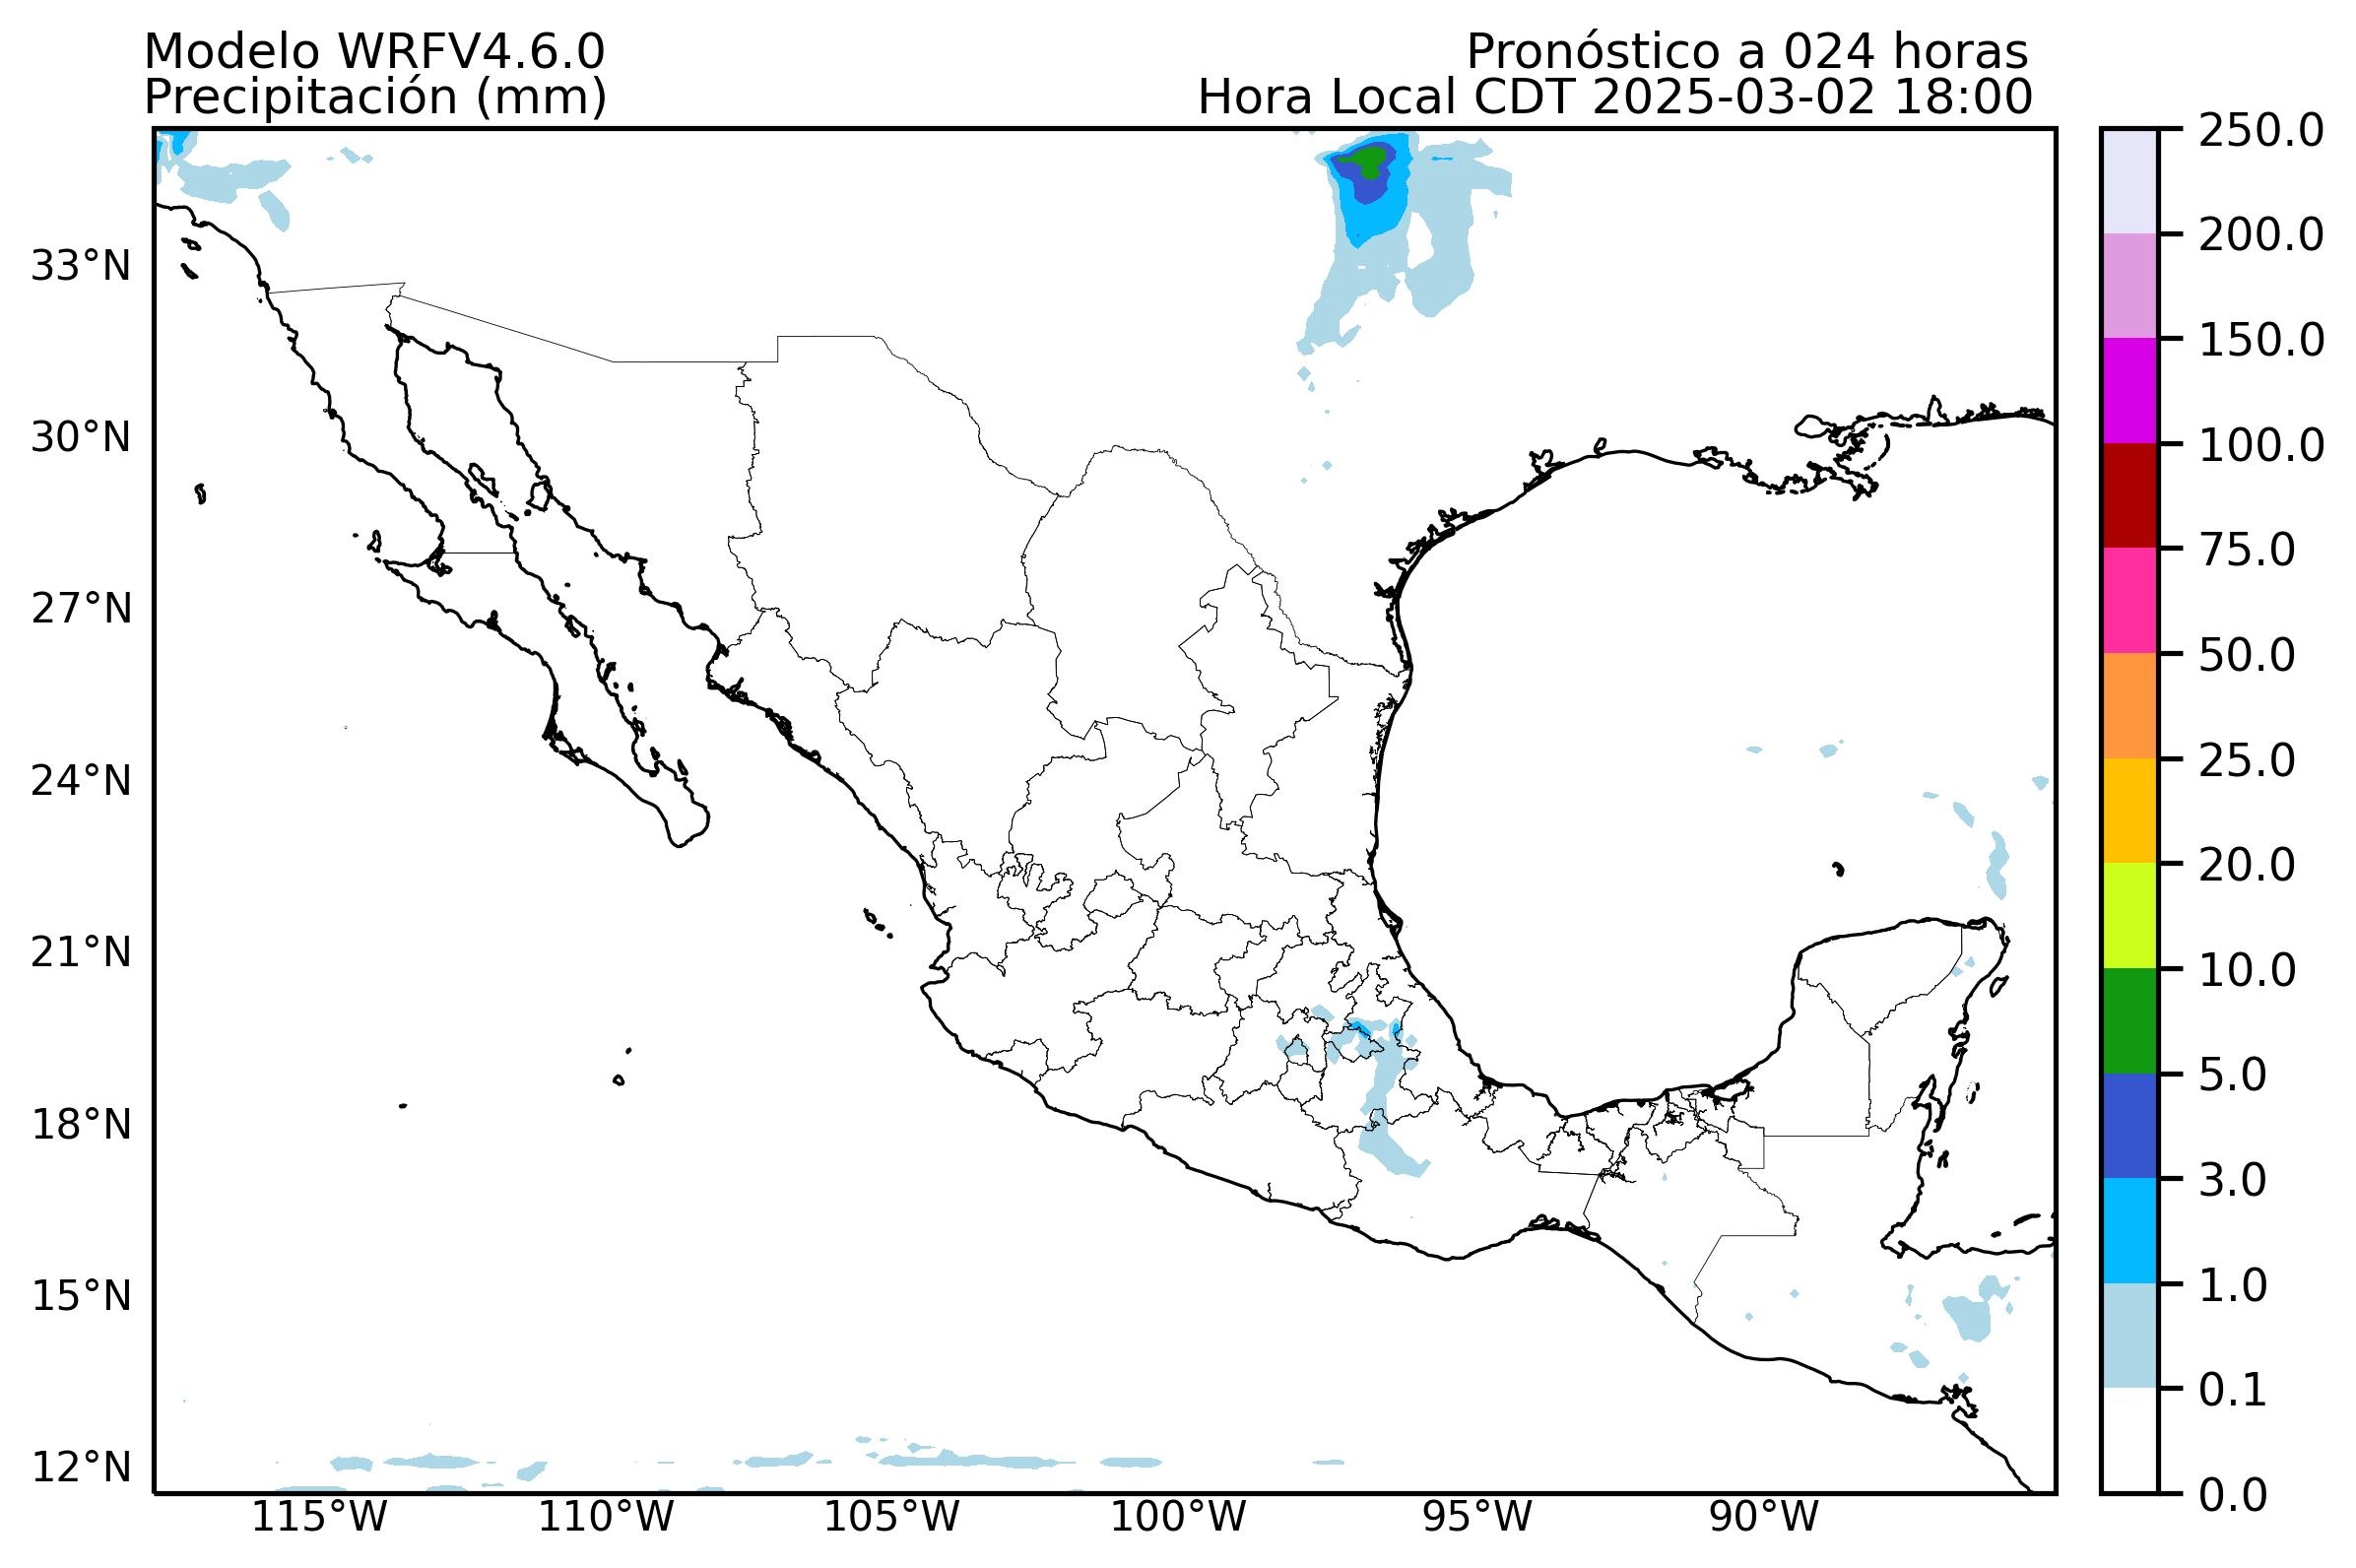 Modelo WRFV4.6.0
Pronóstico a 024 horas
Precipitación (mm)
Hora Local CDT 2025-03-02 18:00
33°N
30°N
27°N
24°N
21°N
18°N
15°N
12°N
115°W
110°W
105°W
100°W
95°W
90°W
250.0
200.0
150.0
100.0
75.0
50.0
25.0
20.0
10.0
5.0
3.0
1.0
0.1
0.0